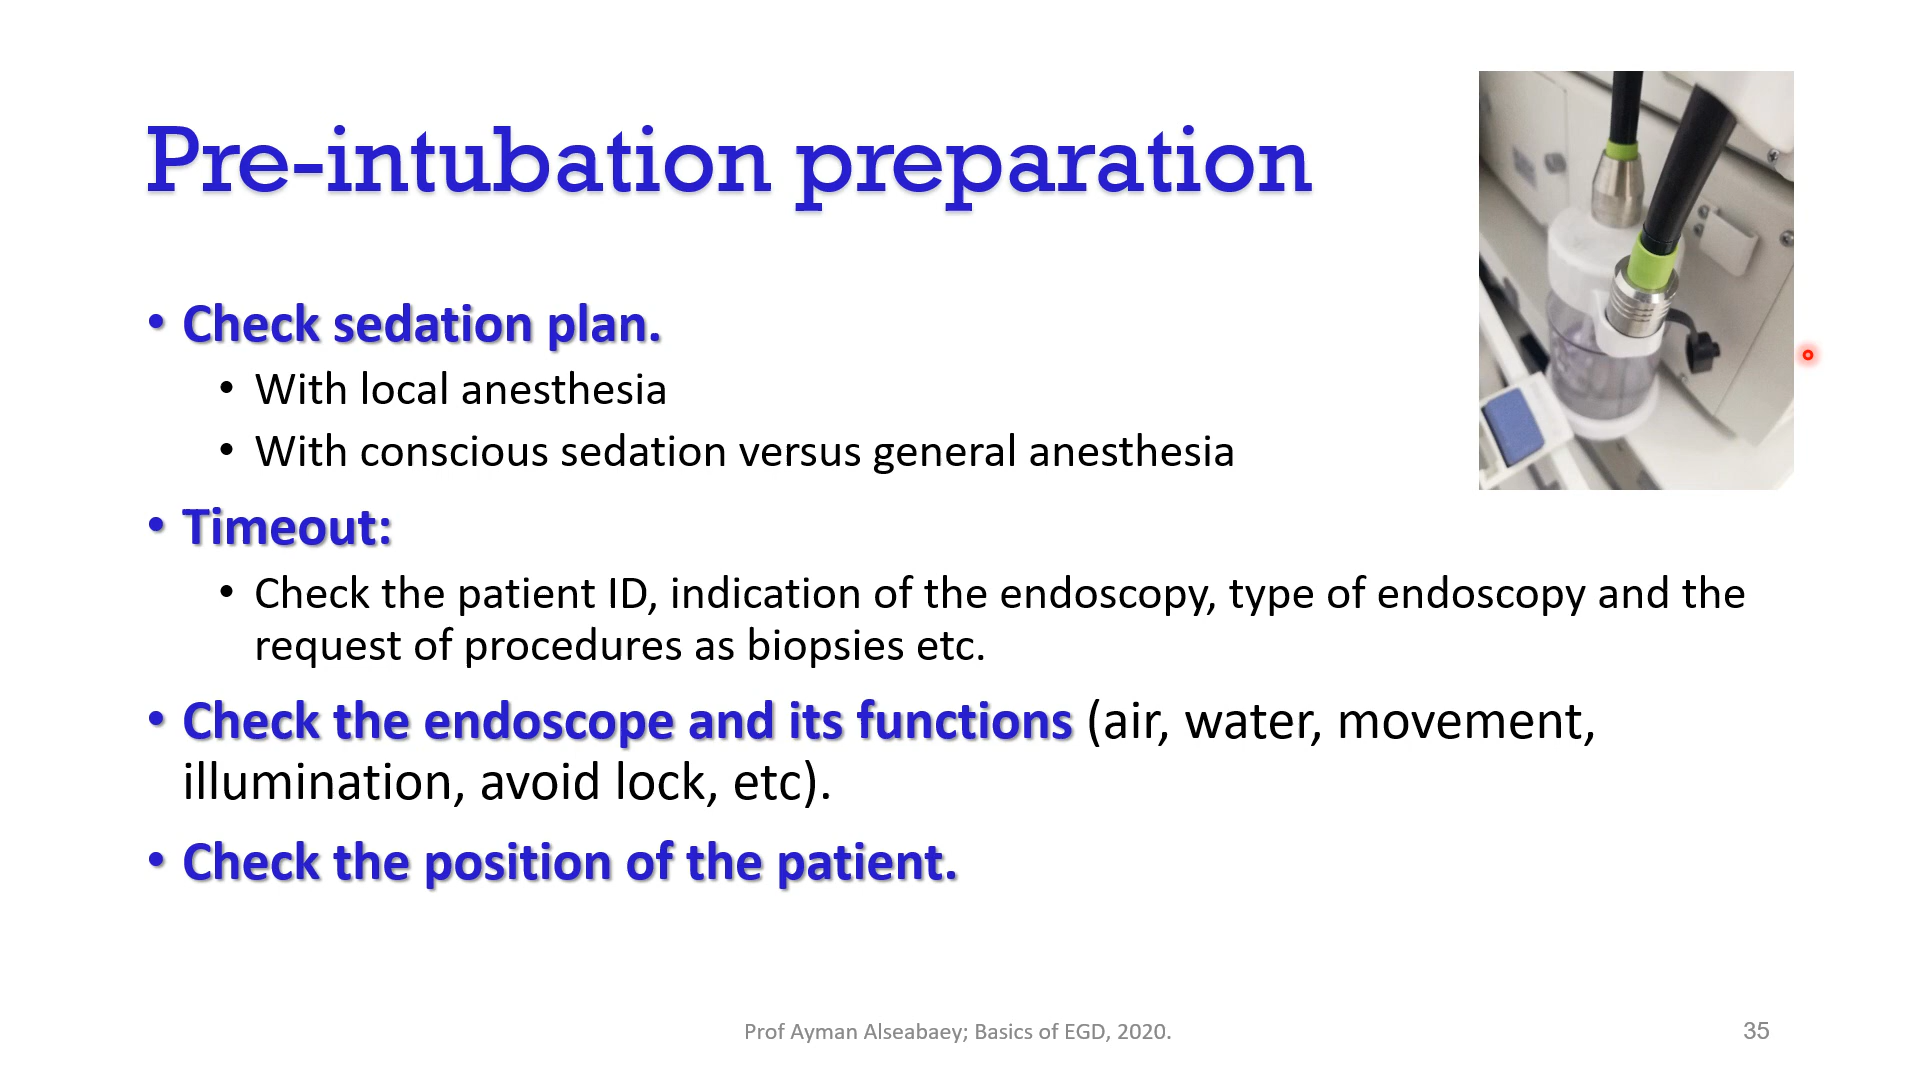 Pre-intubation preparation
• Check sedation plan.
• With local anesthesia
• With conscious sedation versus general anesthesia
• Timeout:
• Check the patient ID, indication of the endoscopy, type of endoscopy and the
request of procedures as biopsies etc.
• Check the endoscope and its functions (air, water, movement,
illumination, avoid lock, etc).
• Check the position of the patient.
Prof Ayman Alseabaey; Basics of EGD, 2020.
35